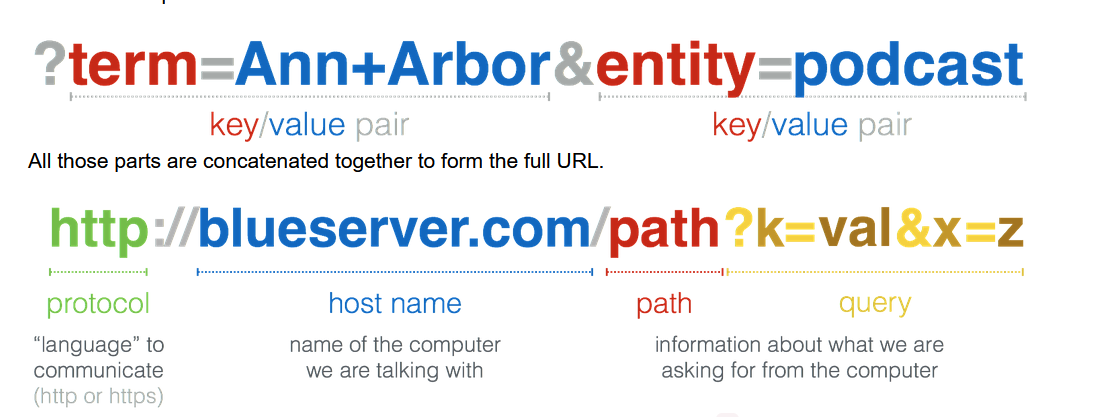 ?term=Ann+Arbor&entity=podcast
key/value pair key/value pair
All those parts are concatenated together to form the full URL.
http://blueserver.com/path?k=val&x=z
protocol host name path query
“language” to name of the computer information about what we are
communicate we are talking with asking for from the computer
(http or https)